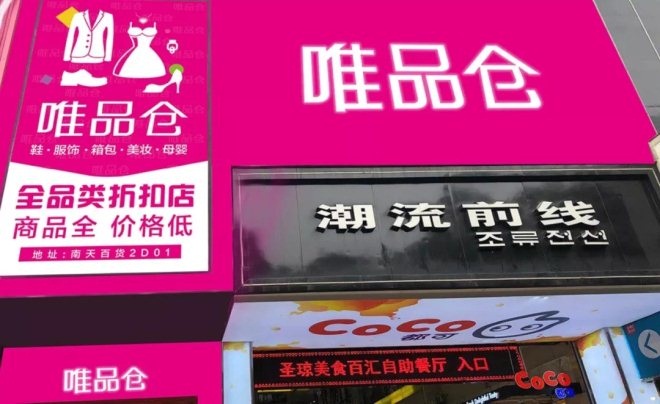 唯品仓
鞋·服饰·箱包·美妆·母婴
全品类折扣店
商品全 价格低
地址:南天百货2D01
唯品仓
潮流前线
조류전선
CoCo
都可
圣琼美食百汇自助餐厅 入口
CoCo
唯品仓